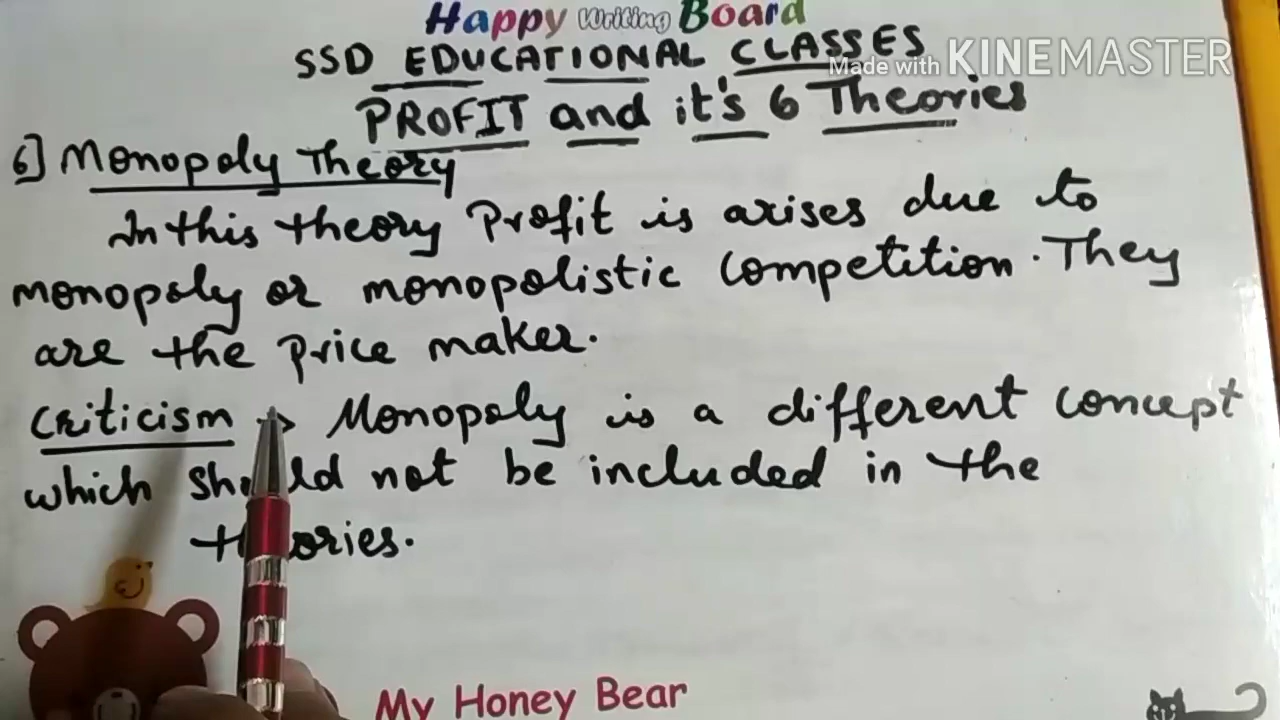 Happy Writing Board
SSD EDUCATIONAL CLASSES
Made with KINEMASTER
PROFIT and it's 6 Theories
6] Monopoly Theory
In this theory Profit is arises due to
monopoly or monopolistic competition. They
are the price maker.
Criticism → Monopoly is a different concept
which should not be included in the
theories.
My Honey Bear